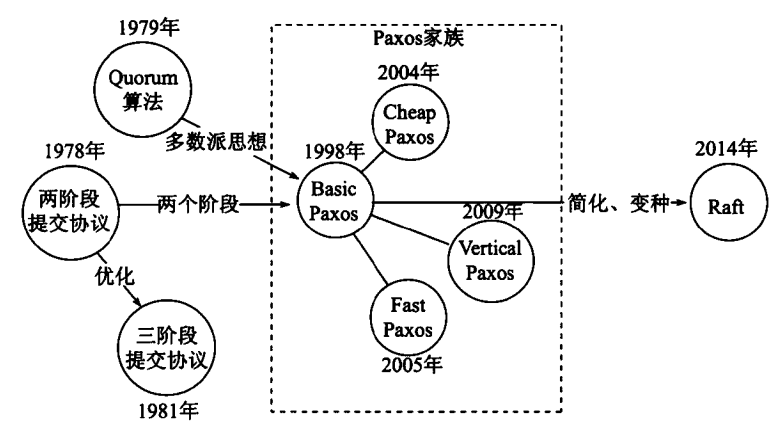 1979年
Quorum
算法
多数派思想
1978年
两阶段
提交协议
两个阶段
优化
三阶段
提交协议
1981年
Paxos家族
2004年
Cheap
Paxos
1998年
Basic
Paxos
2009年
Vertical
Paxos
Fast
Paxos
2005年
简化、变种
2014年
Raft